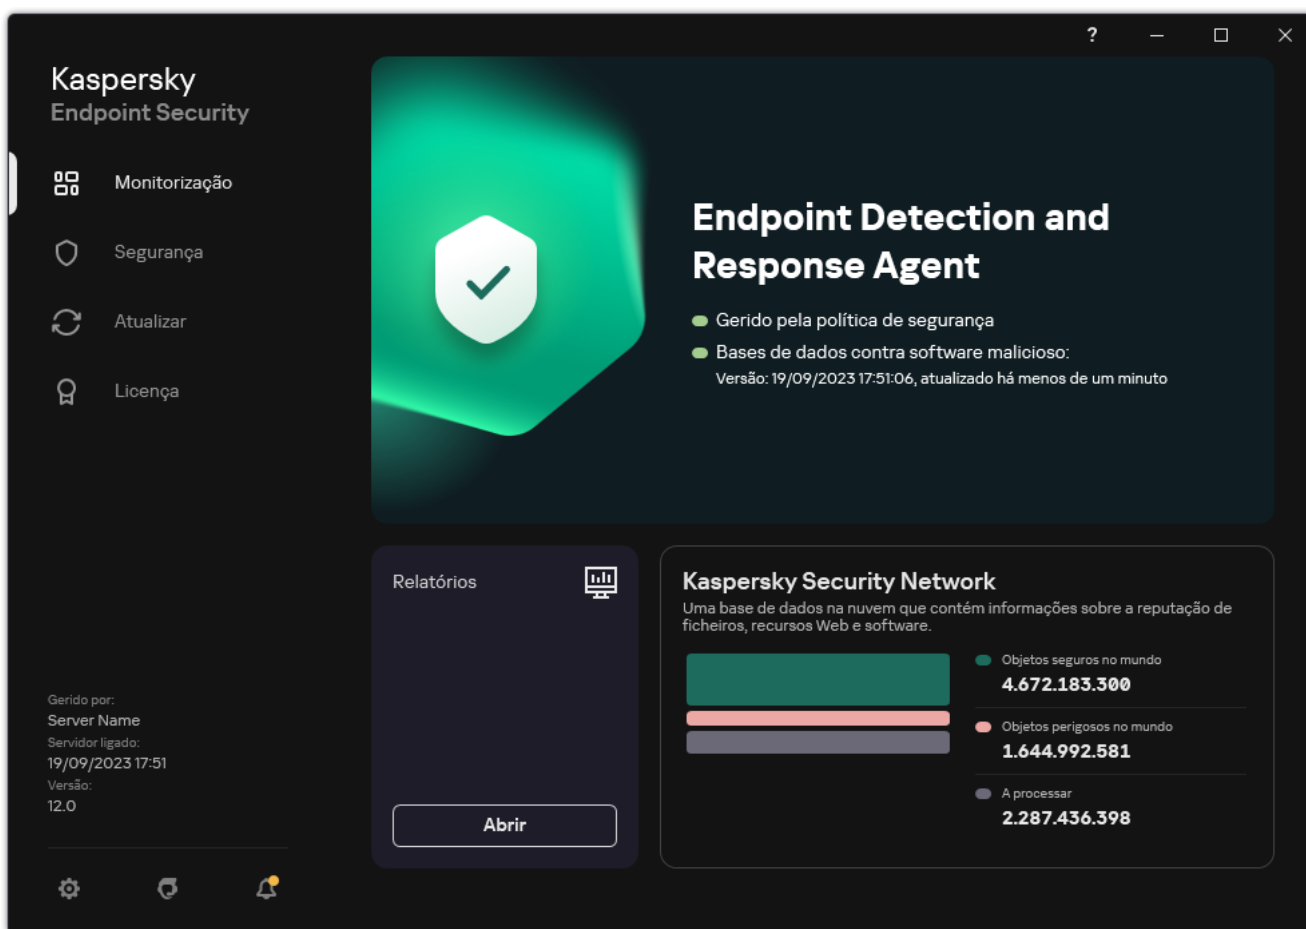 ?
Kaspersky
Endpoint Security
Monitorização
Segurança
Atualizar
Licença
Gerido por:
Server Name
Servidor ligado:
19/09/2023 17:51
Versão:
12.0
Endpoint Detection and
Response Agent
Gerido pela política de segurança
Bases de dados contra software malicioso:
Versão: 19/09/2023 17:51:06, atualizado há menos de um minuto
Relatórios
Abrir
Kaspersky Security Network
Uma base de dados na nuvem que contém informações sobre a reputação de
ficheiros, recursos Web e software.
Objetos seguros no mundo
4.672.183.300
Objetos perigosos no mundo
1.644.992.581
A processar
2.287.436.398